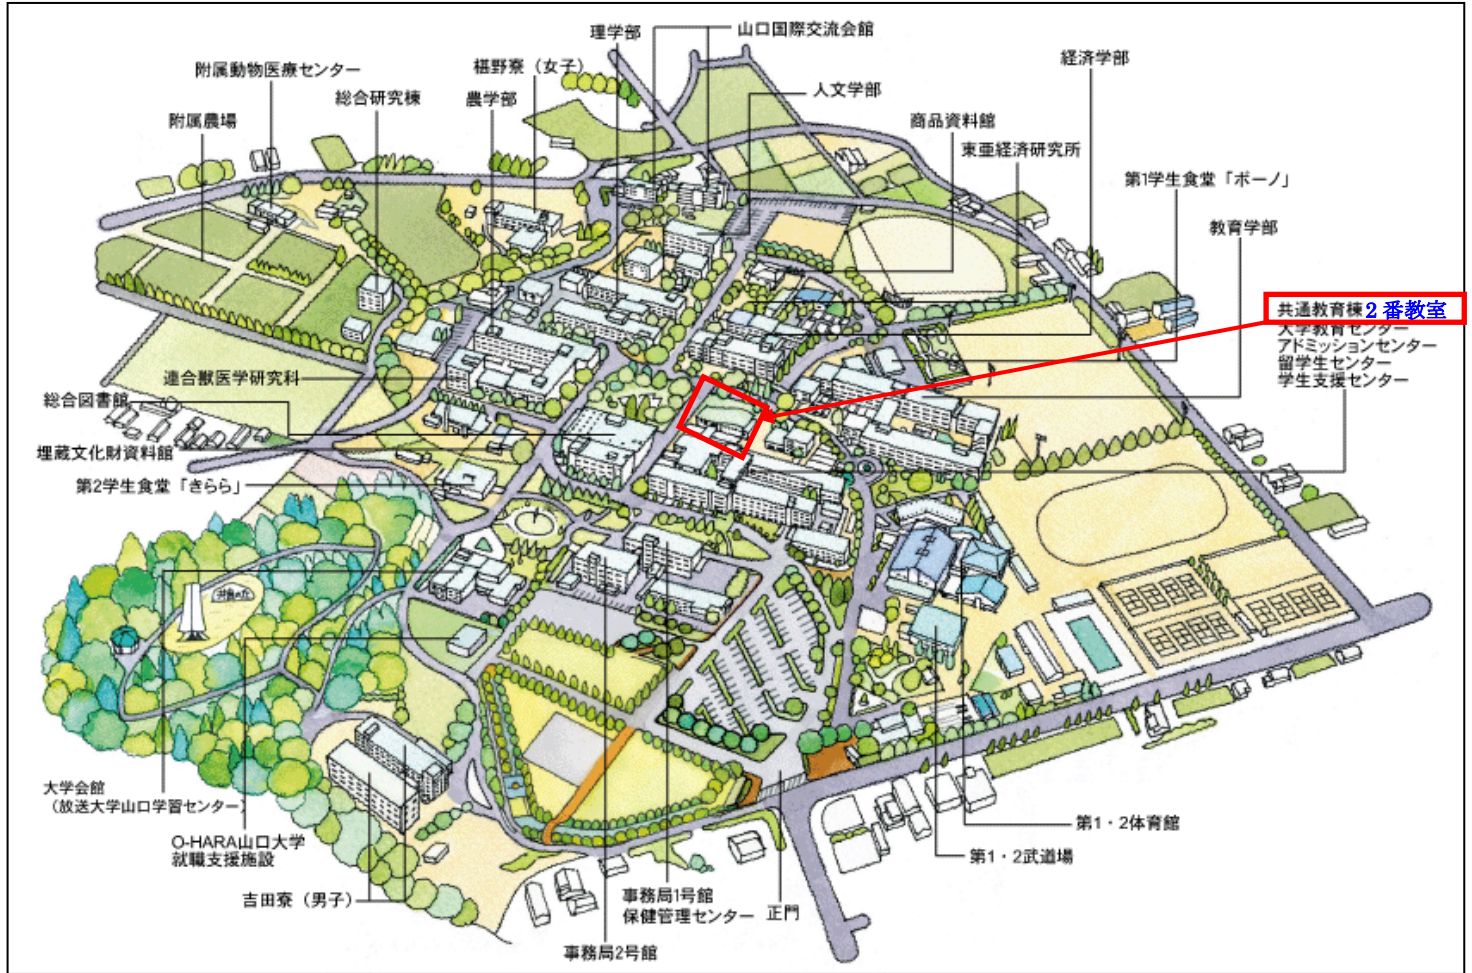 理学部
山口国際交流会館
経済学部
附属動物医療センター
椹野寮（女子）
人文学部
総合研究棟
農学部
附属農場
商品資料館
東亜経済研究所
第1学生食堂「ボーノ」
教育学部
共通教育棟２番教室
大学教育センター
アドミッションセンター
留学生センター
学生支援センター
連合獣医学研究科
総合図書館
埋蔵文化財資料館
第2学生食堂「きらら」
共育の丘
大学会館
（放送大学山口学習センター）
O-HARA山口大学
就職支援施設
吉田寮（男子）
第1・2体育館
第1・2武道場
事務局1号館
保健管理センター
正門
事務局2号館